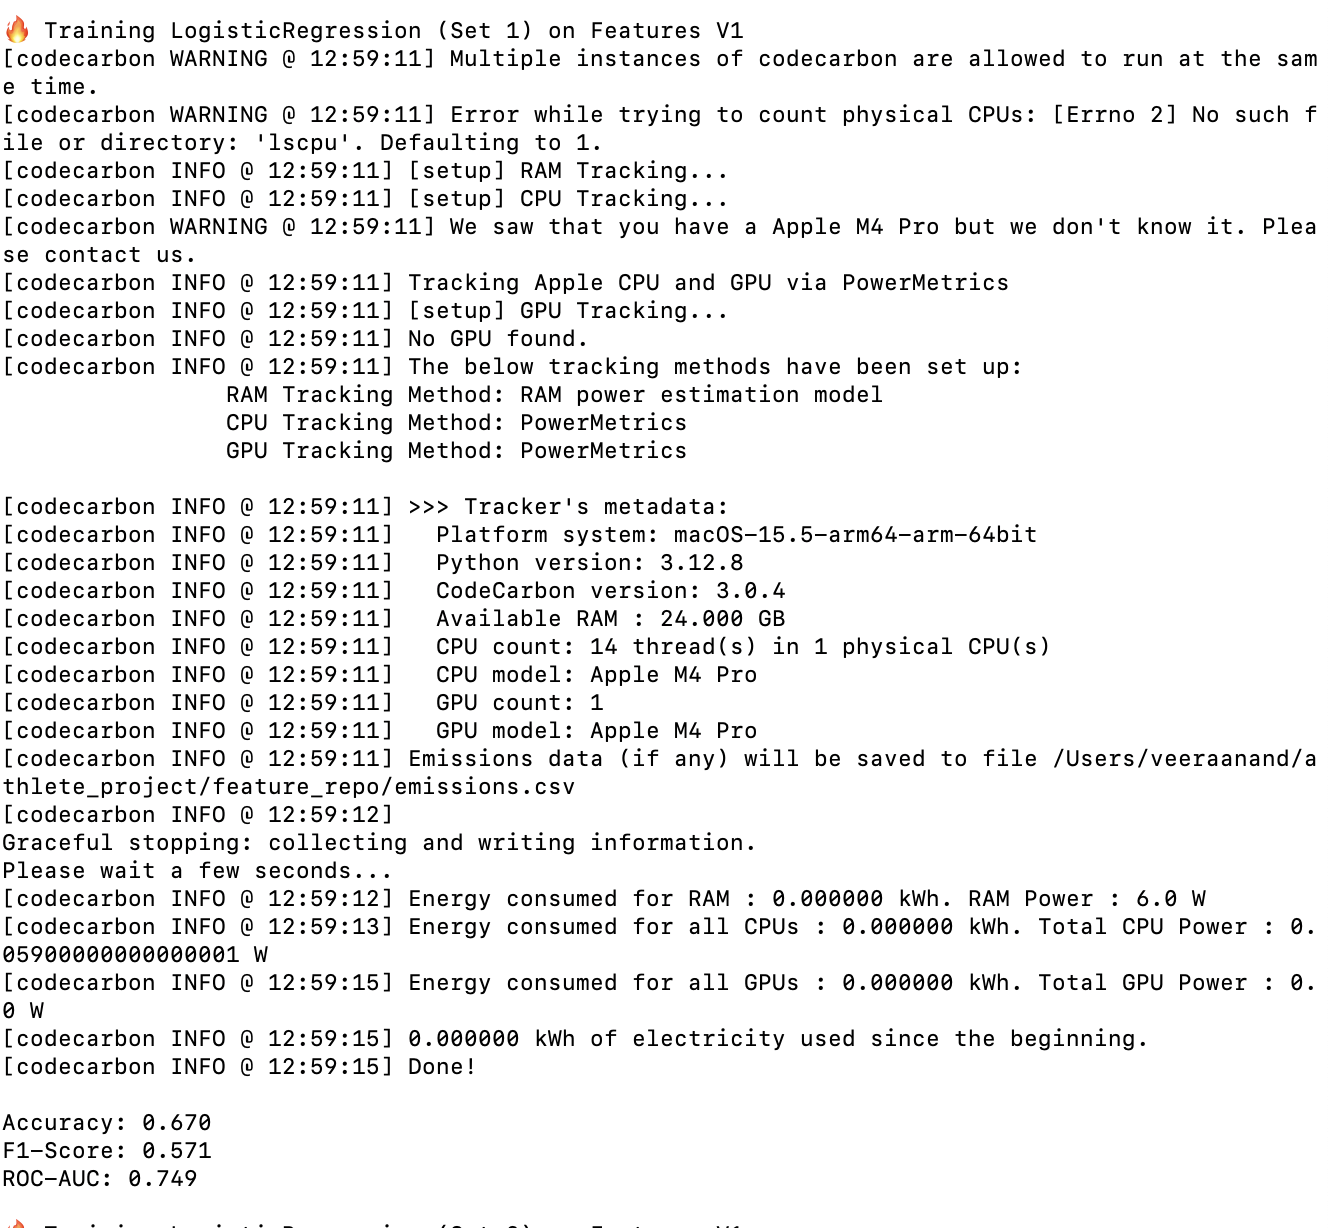 🔥 Training LogisticRegression (Set 1) on Features V1
[codecarbon WARNING @ 12:59:11] Multiple instances of codecarbon are allowed to run at the sam
e time.
[codecarbon WARNING @ 12:59:11] Error while trying to count physical CPUs: [Errno 2] No such f
ile or directory: 'lscpu'. Defaulting to 1.
[codecarbon INFO @ 12:59:11] [setup] RAM Tracking...
[codecarbon INFO @ 12:59:11] [setup] CPU Tracking...
[codecarbon WARNING @ 12:59:11] We saw that you have a Apple M4 Pro but we don't know it. Plea
se contact us.
[codecarbon INFO @ 12:59:11] Tracking Apple CPU and GPU via PowerMetrics
[codecarbon INFO @ 12:59:11] [setup] GPU Tracking...
[codecarbon INFO @ 12:59:11] No GPU found.
[codecarbon INFO @ 12:59:11] The below tracking methods have been set up:
                RAM Tracking Method: RAM power estimation model
                CPU Tracking Method: PowerMetrics
                GPU Tracking Method: PowerMetrics

[codecarbon INFO @ 12:59:11] >>> Tracker's metadata:
[codecarbon INFO @ 12:59:11]   Platform system: macOS-15.5-arm64-arm-64bit
[codecarbon INFO @ 12:59:11]   Python version: 3.12.8
[codecarbon INFO @ 12:59:11]   CodeCarbon version: 3.0.4
[codecarbon INFO @ 12:59:11]   Available RAM : 24.000 GB
[codecarbon INFO @ 12:59:11]   CPU count: 14 thread(s) in 1 physical CPU(s)
[codecarbon INFO @ 12:59:11]   CPU model: Apple M4 Pro
[codecarbon INFO @ 12:59:11]   GPU count: 1
[codecarbon INFO @ 12:59:11]   GPU model: Apple M4 Pro
[codecarbon INFO @ 12:59:11] Emissions data (if any) will be saved to file /Users/veeraanand/a
thlete_project/feature_repo/emissions.csv
[codecarbon INFO @ 12:59:12]
Graceful stopping: collecting and writing information.
Please wait a few seconds...
[codecarbon INFO @ 12:59:12] Energy consumed for RAM : 0.000000 kWh. RAM Power : 6.0 W
[codecarbon INFO @ 12:59:13] Energy consumed for all CPUs : 0.000000 kWh. Total CPU Power : 0.
05900000000000001 W
[codecarbon INFO @ 12:59:15] Energy consumed for all GPUs : 0.000000 kWh. Total GPU Power : 0.
0 W
[codecarbon INFO @ 12:59:15] 0.000000 kWh of electricity used since the beginning.
[codecarbon INFO @ 12:59:15] Done!

Accuracy: 0.670
F1-Score: 0.571
ROC-AUC: 0.749